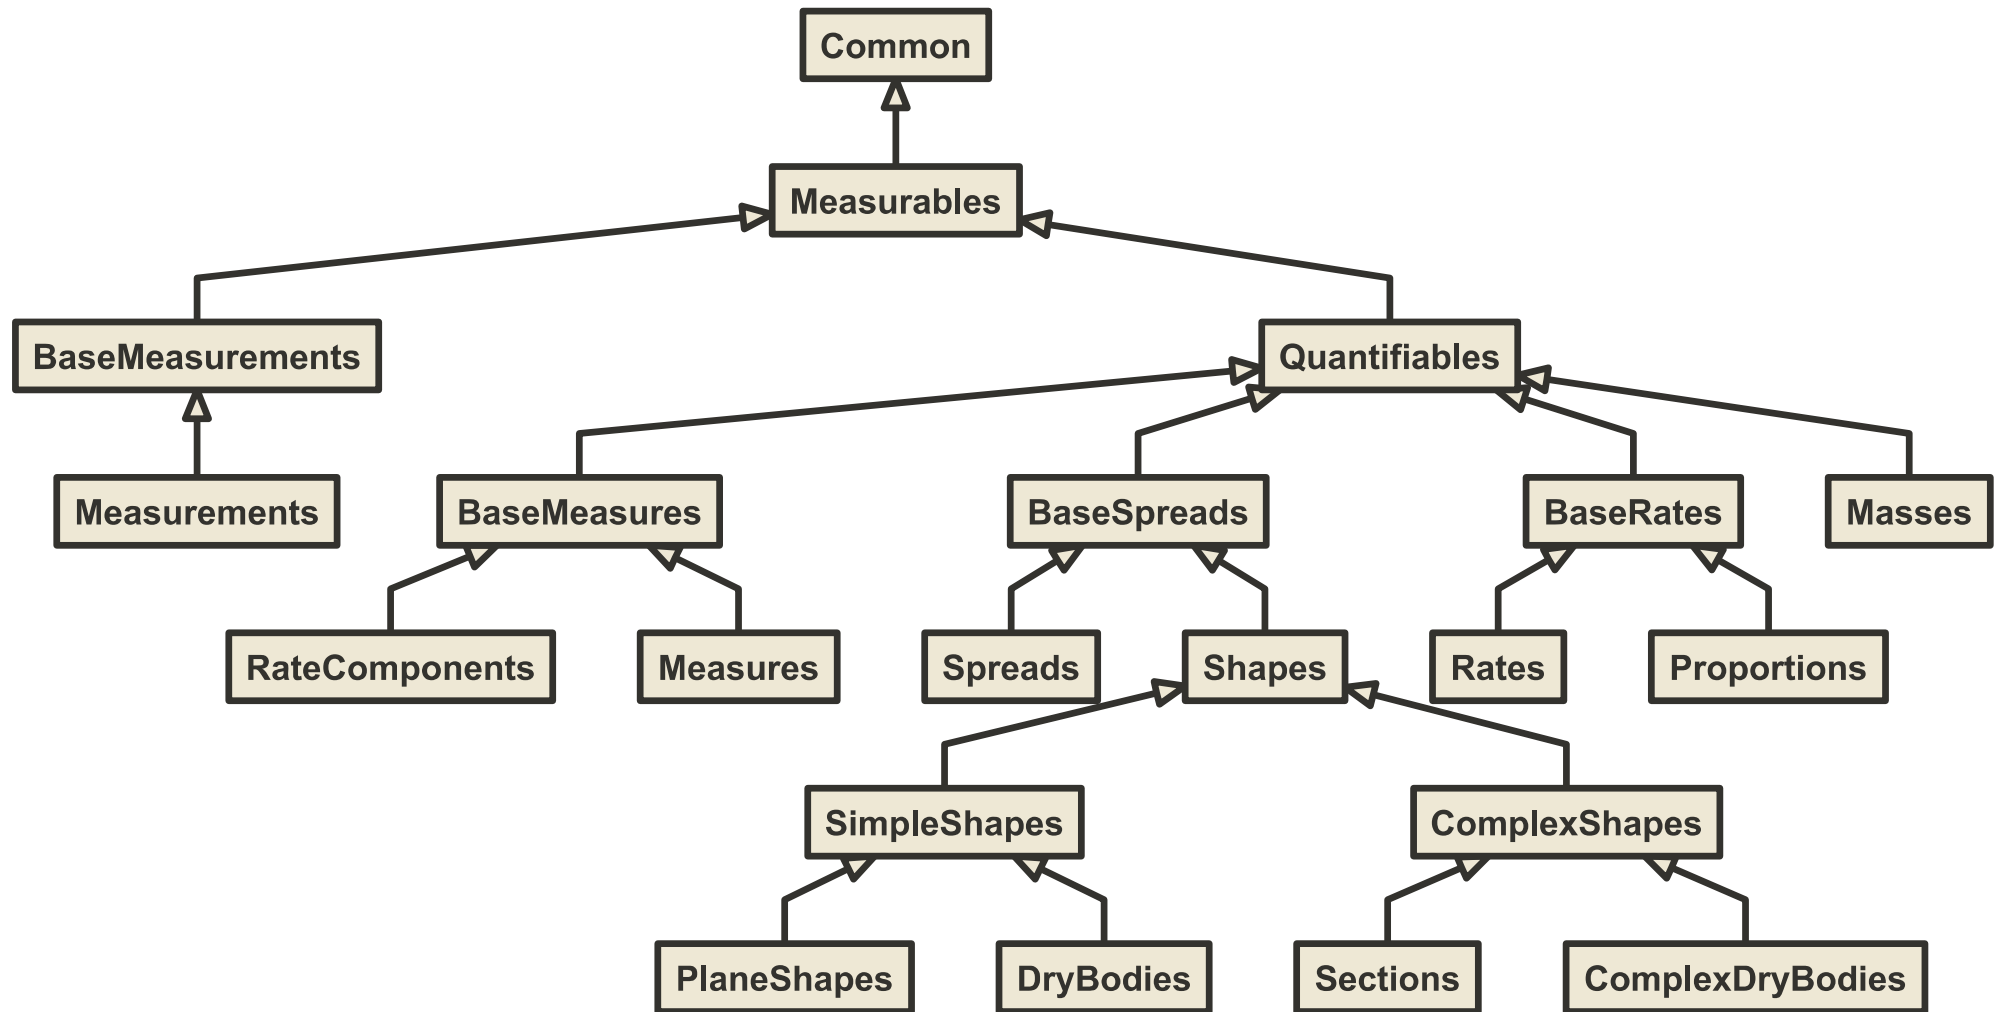 Common
Measurables
BaseMeasurements
Quantifiables
Measurements
BaseMeasures
BaseSpreads
BaseRates
Masses
RateComponents
Measures
Spreads
Shapes
Rates
Proportions
SimpleShapes
ComplexShapes
PlaneShapes
DryBodies
Sections
ComplexDryBodies